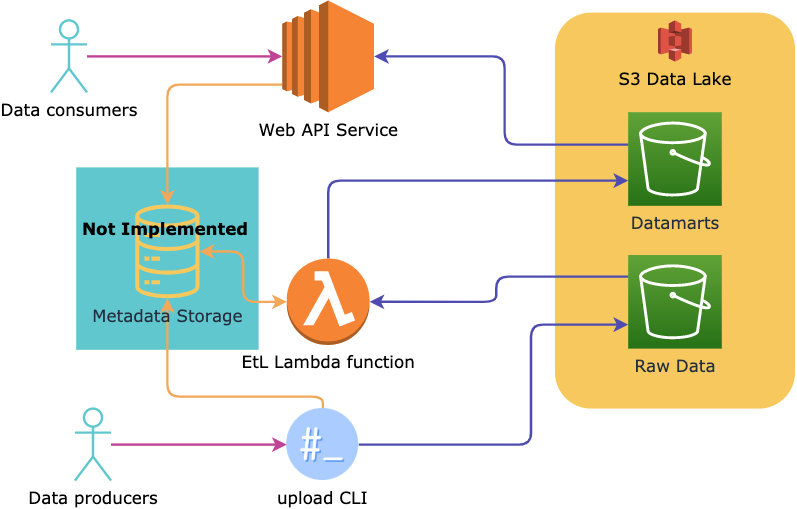 S3 Data Lake
Data consumers
Web API Service
Datamarts
Not Implemented
Metadata Storage
EtL Lambda function
Raw Data
λ
#_
Data producers
upload CLI